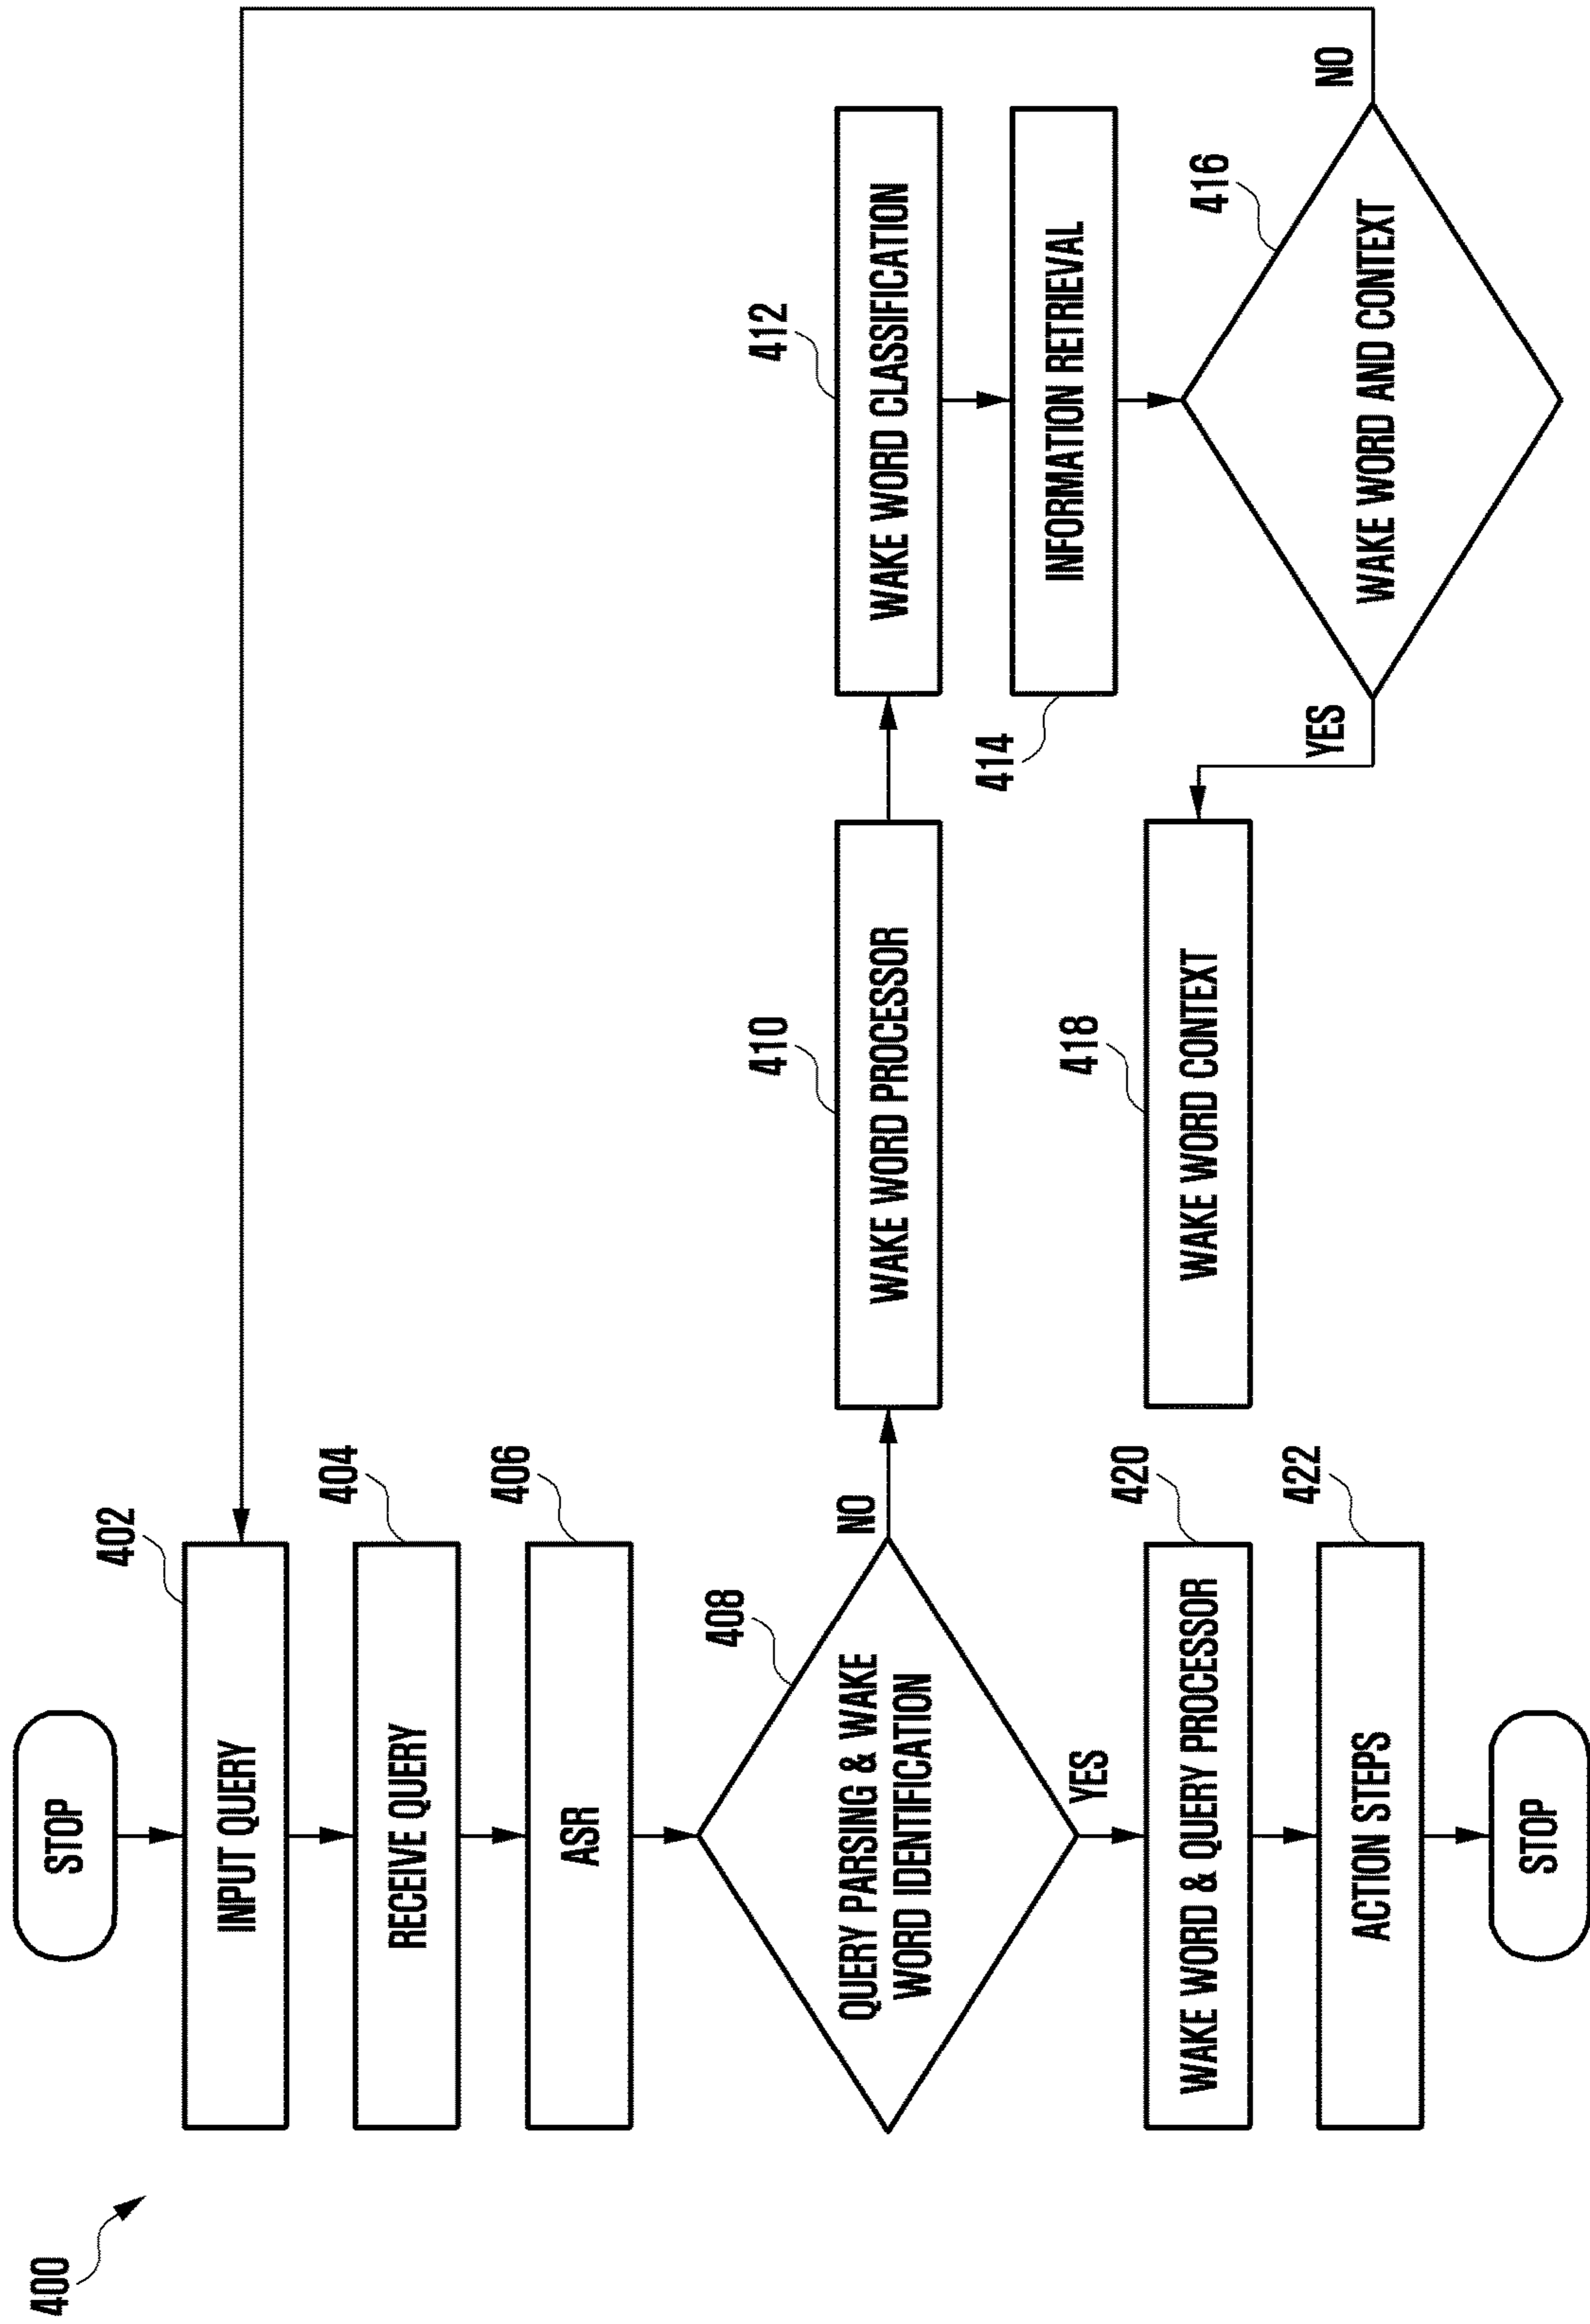 400
STOP
402
INPUT QUERY
404
RECEIVE QUERY
406
ASR
408
QUERY PARSING & WAKE
WORD IDENTIFICATION
NO
YES
410
WAKE WORD PROCESSOR
412
WAKE WORD CLASSIFICATION
414
INFORMATION RETRIEVAL
416
WAKE WORD AND CONTEXT
NO
YES
418
WAKE WORD CONTEXT
420
WAKE WORD & QUERY PROCESSOR
422
ACTION STEPS
STOP